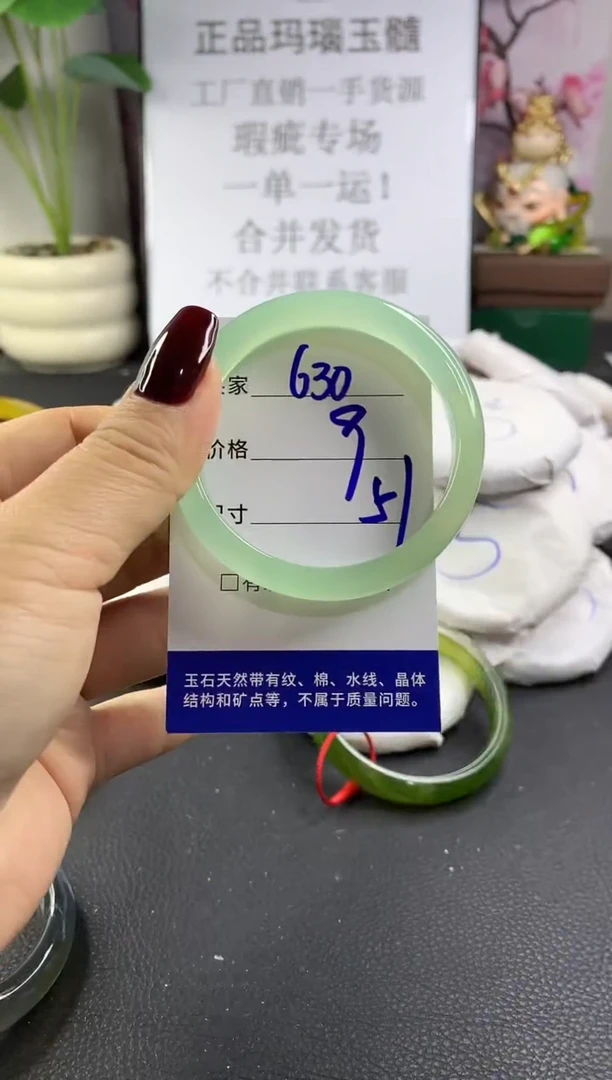 正品玛瑙玉髓
工厂直销一手货源
瑕疵专场
一单一运!
合并发货
不合并联系客服
家 630
价格 9
寸 51
□有
玉石天然带有纹、棉、水线、晶体
结构和矿点等，不属于质量问题。